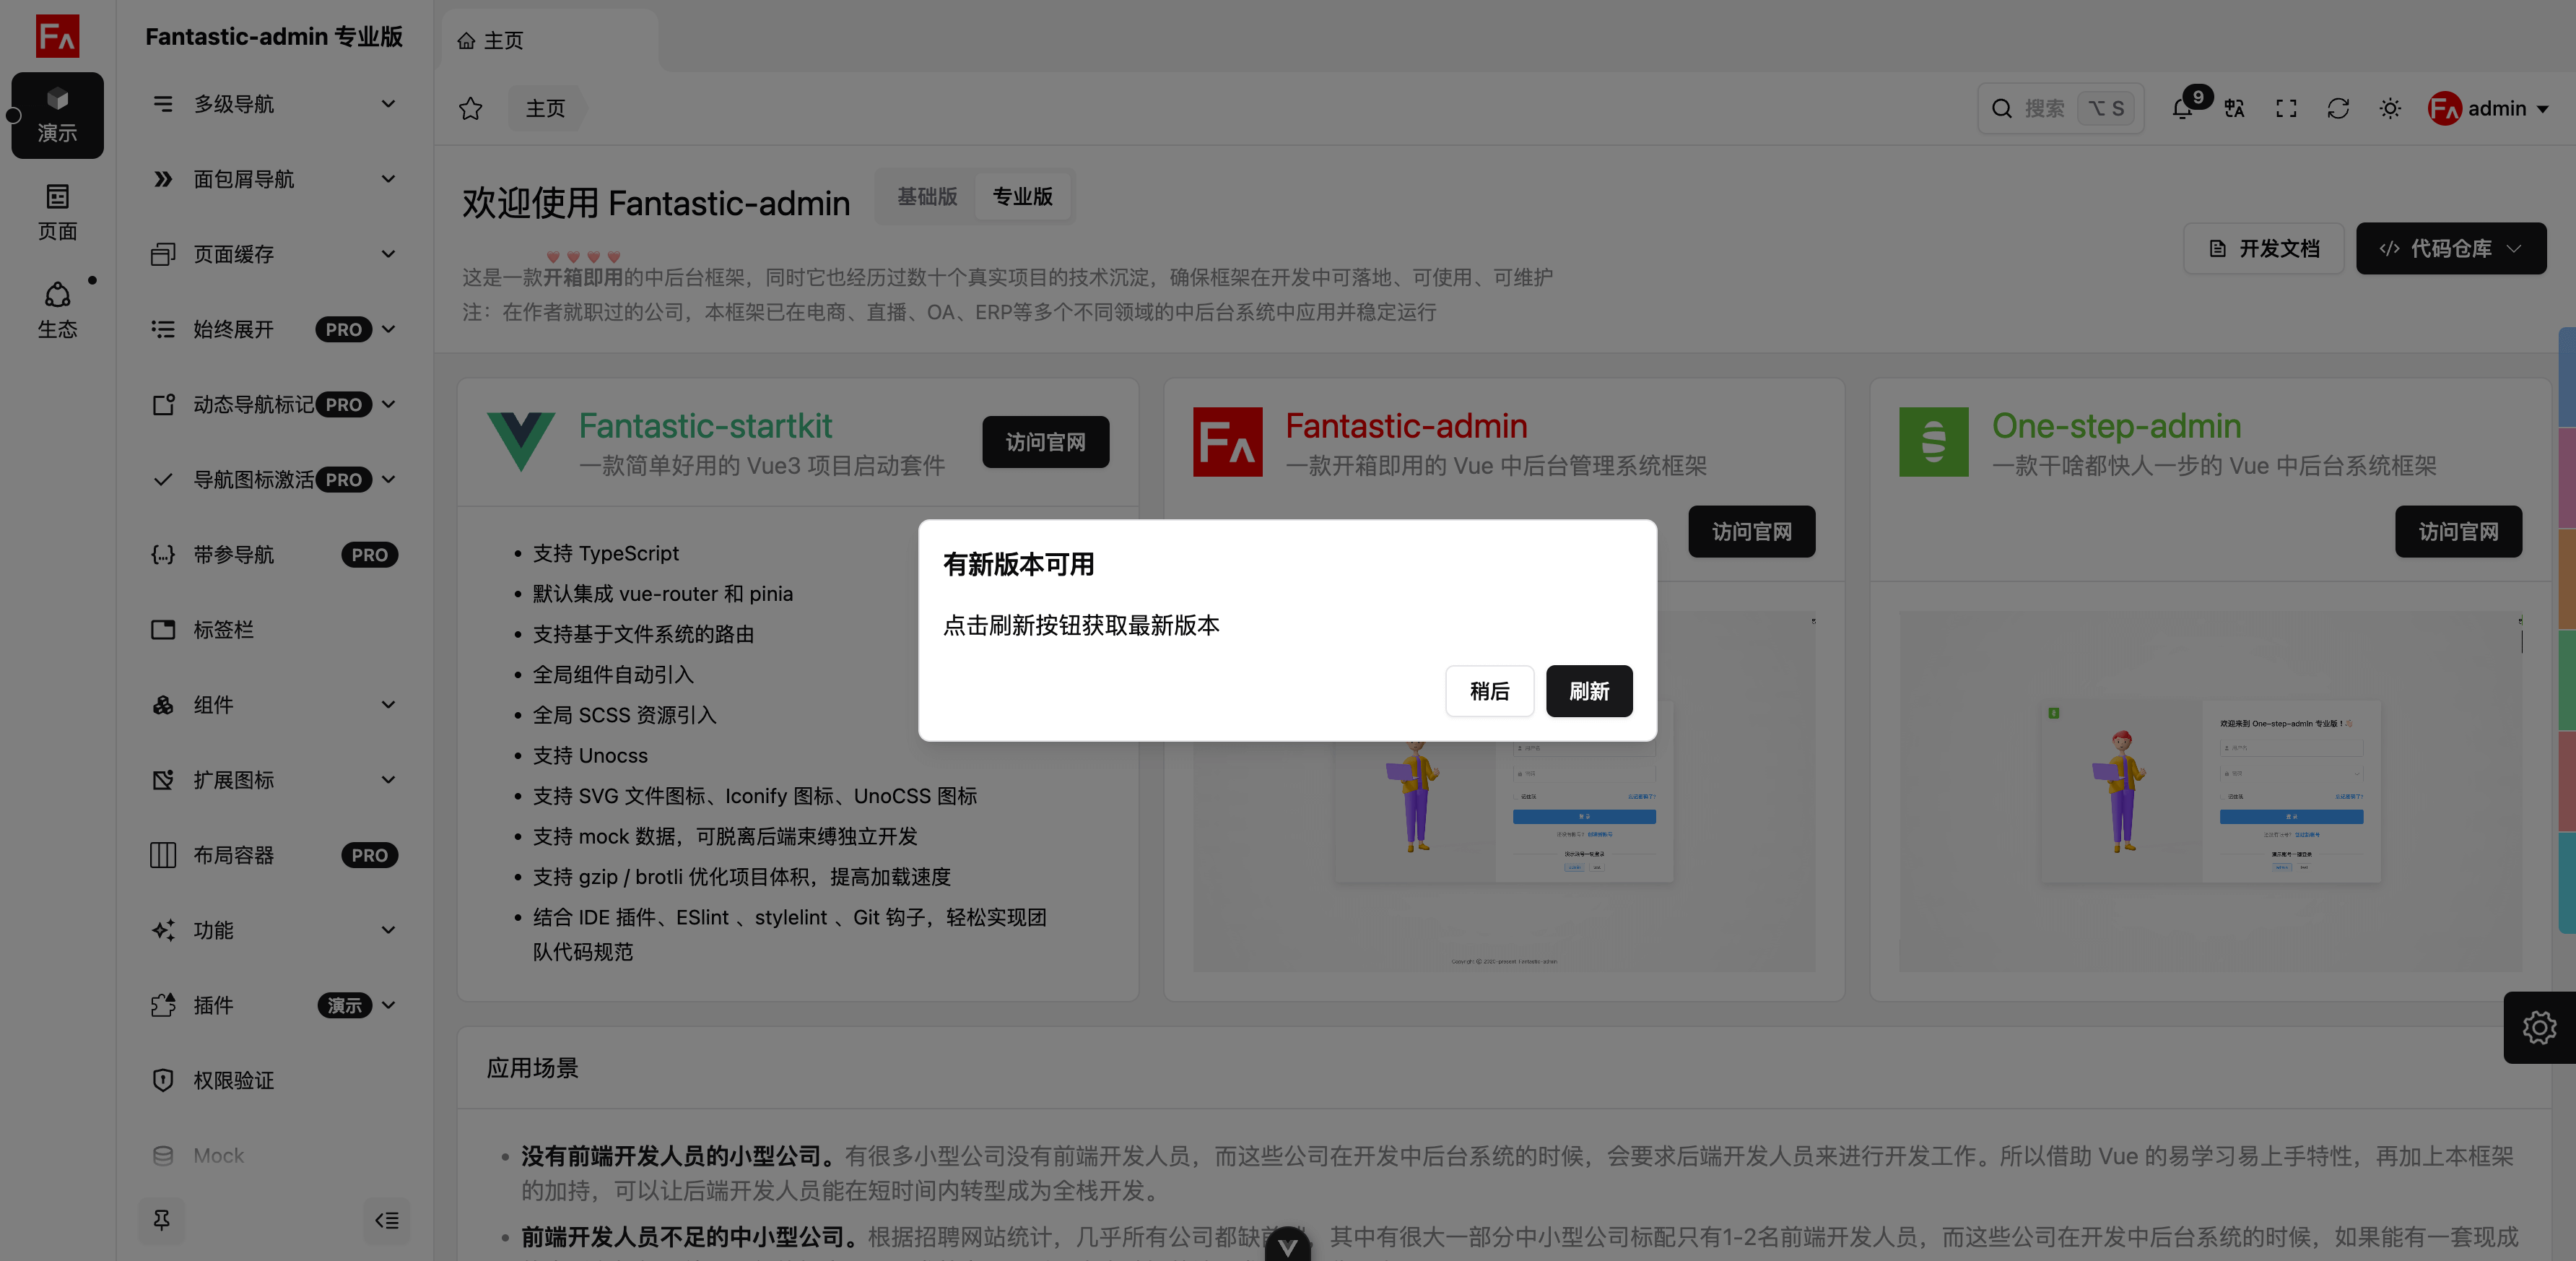 Fantastic-admin 专业版
演示
页面
生态
多级导航
面包屑导航
页面缓存
始终展开 PRO
动态导航标记 PRO
导航图标激活 PRO
带参导航 PRO
标签栏
组件
扩展图标
布局容器 PRO
功能
插件 演示
权限验证
Mock
主页
主页
搜索 ⌥ S
9
admin
欢迎使用 Fantastic-admin
基础版 专业版
这是一款开箱即用的中后台框架，同时它也经历过数十个真实项目的技术沉淀，确保框架在开发中可落地、可使用、可维护
注：在作者就职过的公司，本框架已在电商、直播、OA、ERP等多个不同领域的中后台系统中应用并稳定运行
开发文档
代码仓库
Fantastic-startkit
一款简单好用的 Vue3 项目启动套件
访问官网
支持 TypeScript
默认集成 vue-router 和 pinia
支持基于文件系统的路由
全局组件自动引入
全局 SCSS 资源引入
支持 Unocss
支持 SVG 文件图标、Iconify 图标、UnoCSS 图标
支持 mock 数据，可脱离后端束缚独立开发
支持 gzip / brotli 优化项目体积，提高加载速度
结合 IDE 插件、ESlint 、stylelint 、Git 钩子，轻松实现团
队代码规范
Fantastic-admin
一款开箱即用的 Vue 中后台管理系统框架
访问官网
One-step-admin
一款干啥都快人一步的 Vue 中后台系统框架
访问官网
欢迎来到 One-step-admin 专业版！
有新版本可用
点击刷新按钮获取最新版本
稍后 刷新
应用场景
没有前端开发人员的小型公司。有很多小型公司没有前端开发人员，而这些公司在开发中后台系统的时候，会要求后端开发人员来进行开发工作。所以借助 Vue 的易学习易上手特性，再加上本框架
的加持，可以让后端开发人员能在短时间内转型成为全栈开发。
前端开发人员不足的中小型公司。根据招聘网站统计，几乎所有公司都缺 其中有很大一部分中小型公司标配只有1-2名前端开发人员，而这些公司在开发中后台系统的时候，如果能有一套现成